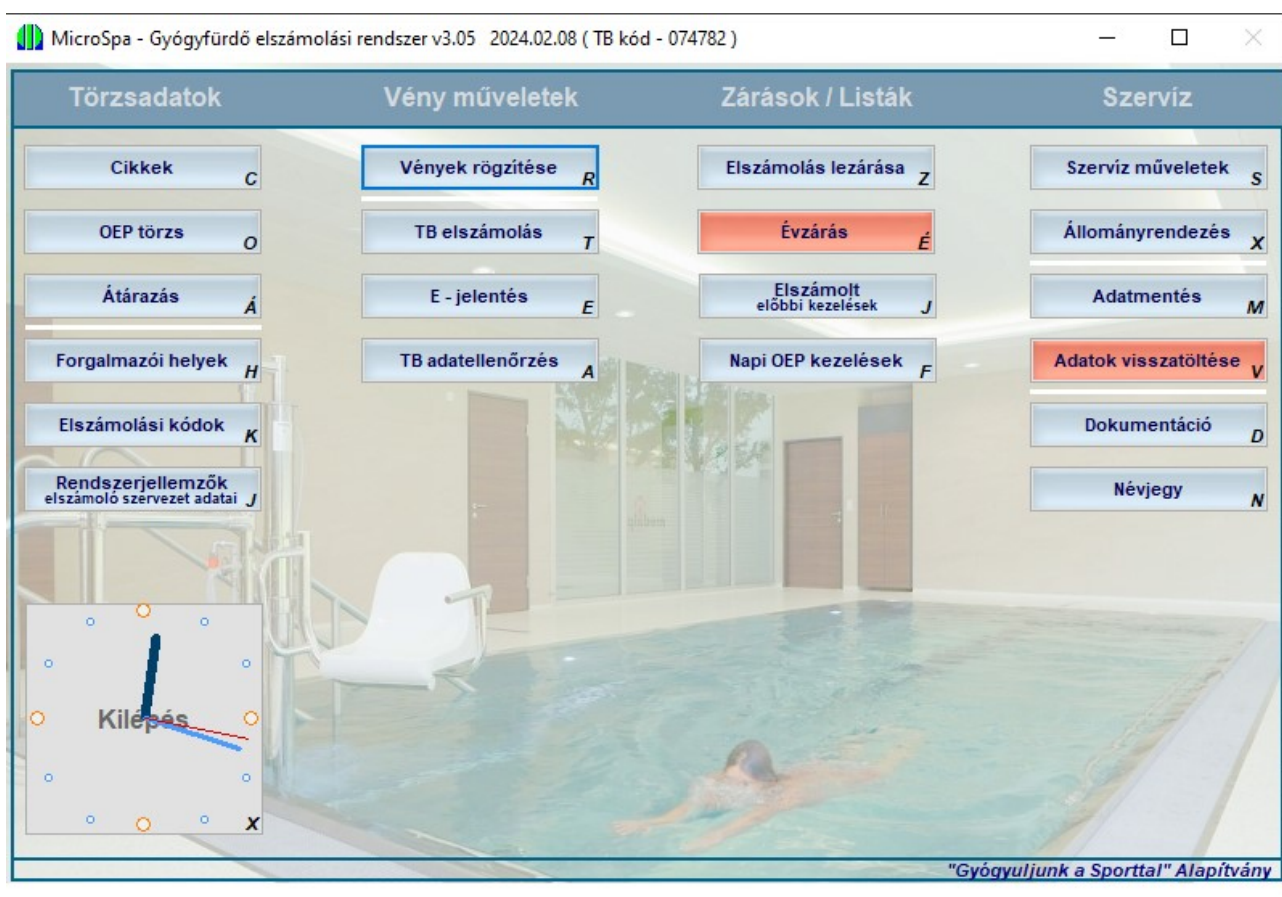 MicroSpa - Gyógyfürdő elszámolási rendszer v3.05 2024.02.08 ( TB kód - 074782 )
Törzsadatok
Vény műveletek
Zárások / Listák
Szervíz
Cikkek C
Vények rögzítése R
Elszámolás lezárása Z
Szervíz műveletek S
OEP törzs O
TB elszámolás T
Évzárás É
Állományrendezés X
Átárazás Á
E - jelentés E
Elszámolt
előbbi kezelések J
Adatmentés M
Forgalmazói helyek H
TB adatellenőrzés A
Napi OEP kezelések F
Adatok visszatöltése V
Elszámolási kódok K
Dokumentáció D
Rendszerjellemzők
elszámoló szervezet adatai J
Névjegy N
Kilépés
X
"Gyógyuljunk a Sporttal" Alapítvány